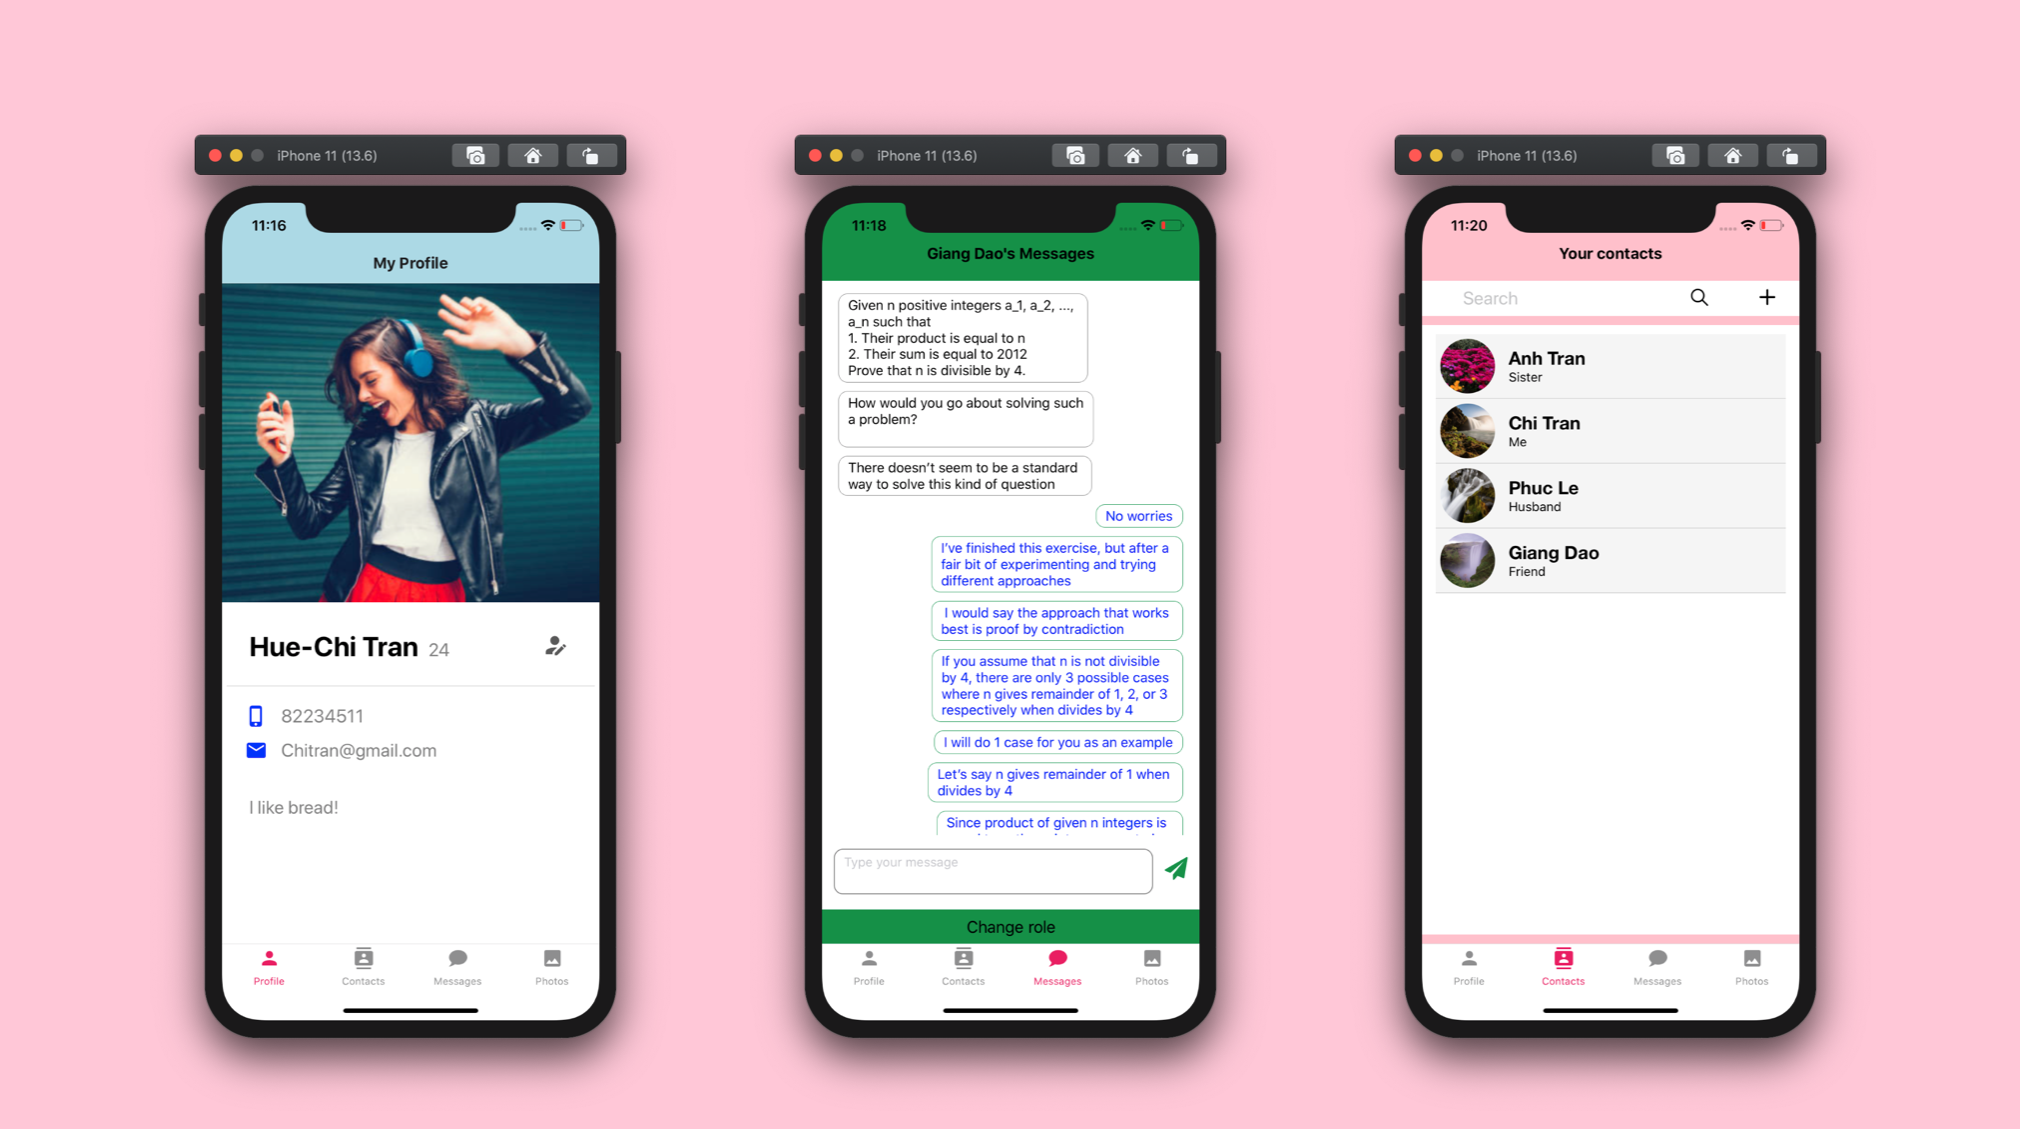 iPhone 11 (13.6)
11:16
My Profile
Hue-Chi Tran 24
82234511
Chitran@gmail.com
I like bread!
Profile
Contacts
Messages
Photos
iPhone 11 (13.6)
11:18
Giang Dao's Messages
Given n positive integers a_1, a_2, ...,
a_n such that
1. Their product is equal to n
2. Their sum is equal to 2012
Prove that n is divisible by 4.
How would you go about solving such
a problem?
There doesn't seem to be a standard
way to solve this kind of question
No worries
I've finished this exercise, but after a
fair bit of experimenting and trying
different approaches
I would say the approach that works
best is proof by contradiction
If you assume that n is not divisible
by 4, there are only 3 possible cases
where n gives remainder of 1, 2, or 3
respectively when divides by 4
I will do 1 case for you as an example
Let's say n gives remainder of 1 when
divides by 4
Since product of given n integers is
Type your message
Change role
Profile
Contacts
Messages
Photos
iPhone 11 (13.6)
11:20
Your contacts
Search
Anh Tran
Sister
Chi Tran
Me
Phuc Le
Husband
Giang Dao
Friend
Profile
Contacts
Messages
Photos